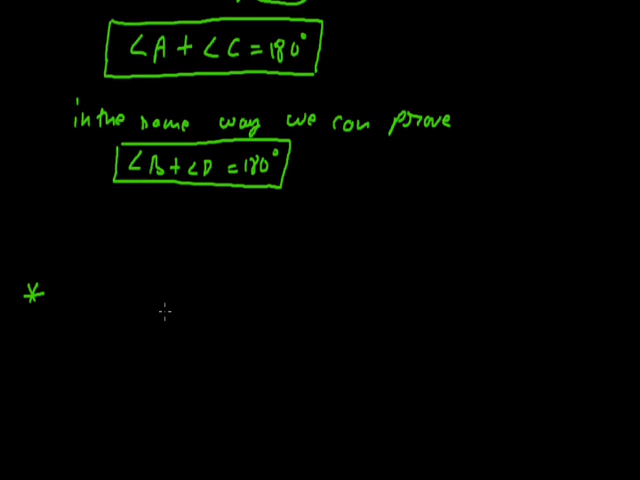 ∠A + ∠C = 180°
in the same way we can prove
∠B + ∠D = 180°
*